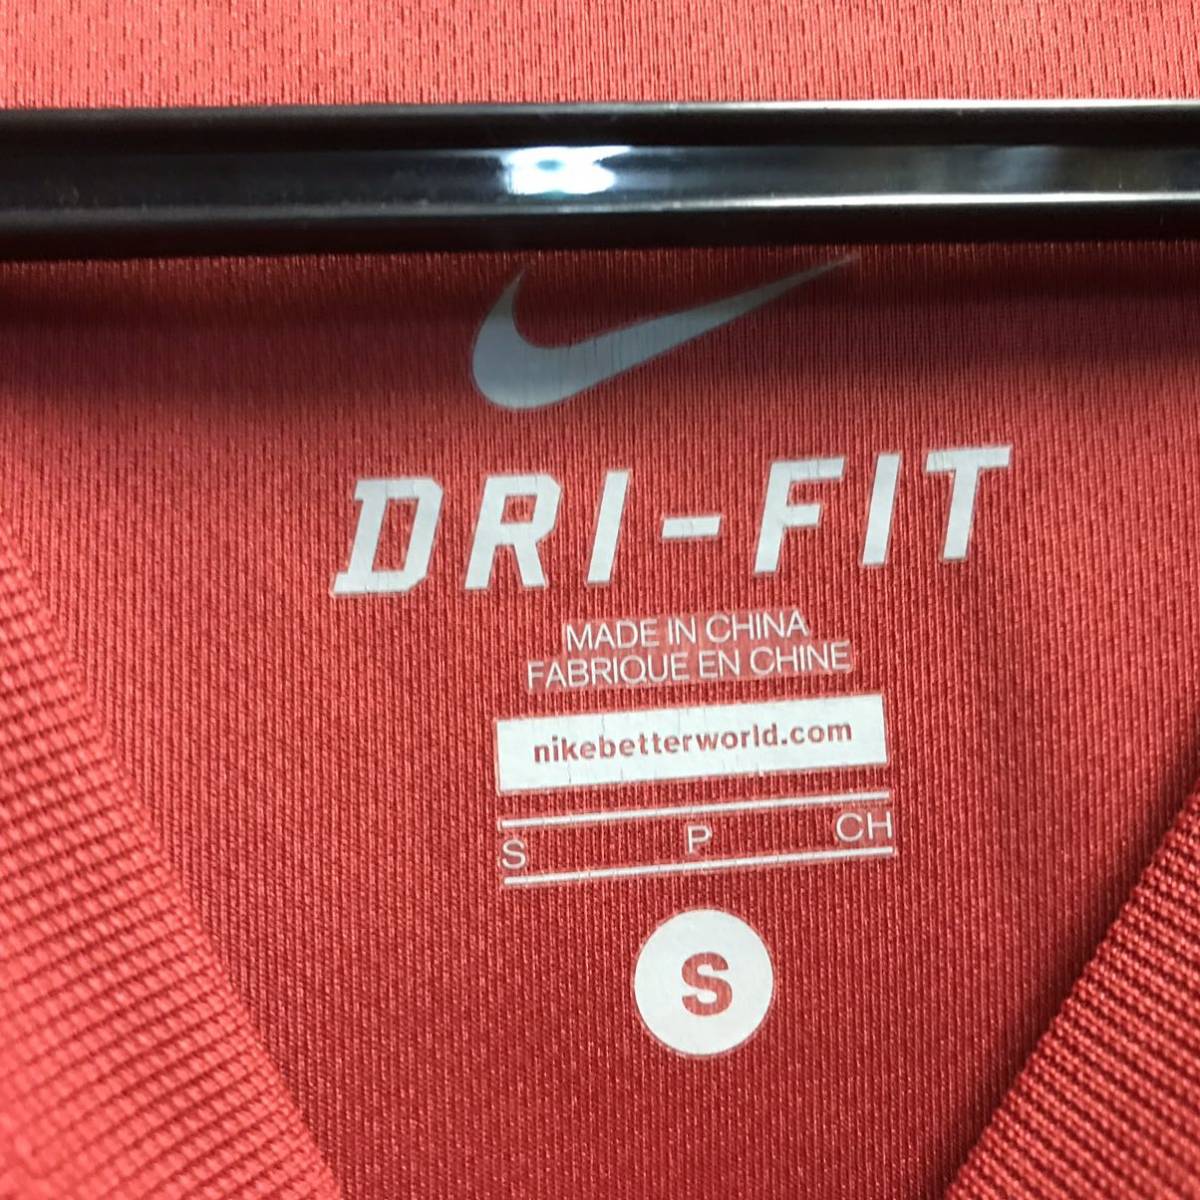 DRI-FIT
MADE IN CHINA
FABRIQUE EN CHINE
nikebetterworld.com
S P CH
S